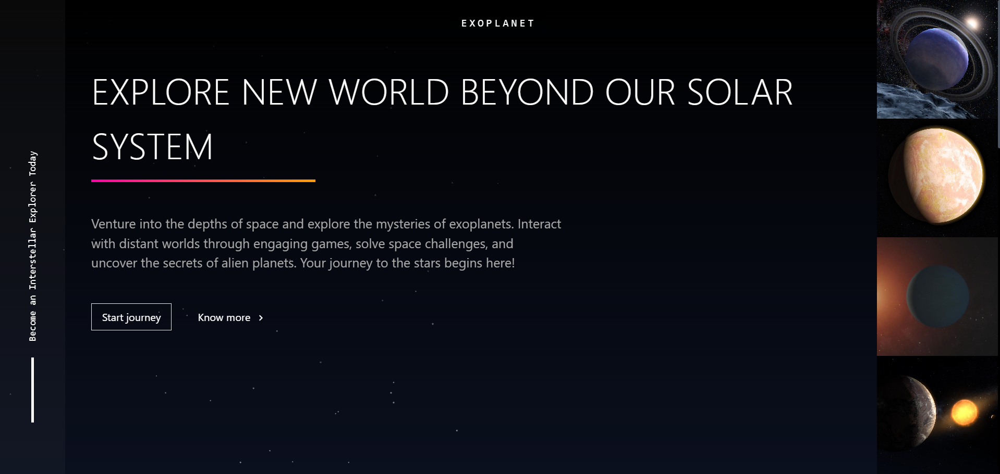 EXOPLANET
EXPLORE NEW WORLD BEYOND OUR SOLAR
SYSTEM
Venture into the depths of space and explore the mysteries of exoplanets. Interact
with distant worlds through engaging games, solve space challenges, and
uncover the secrets of alien planets. Your journey to the stars begins here!
Start journey
Know more
Become an Interstellar Explorer Today